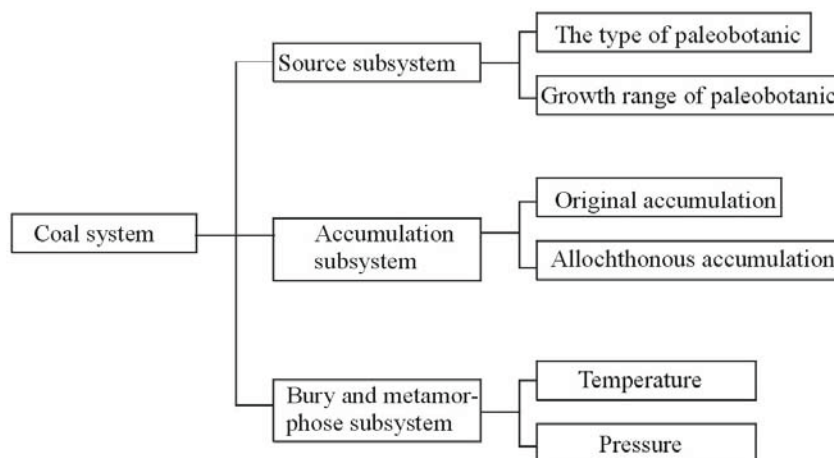 The type of paleobotanic
Source subsystem
Growth range of paleobotanic
Original accumulation
Coal system
Accumulation
subsystem
Allochthonous accumulation
Temperature
Bury and metamor-
phose subsystem
Pressure